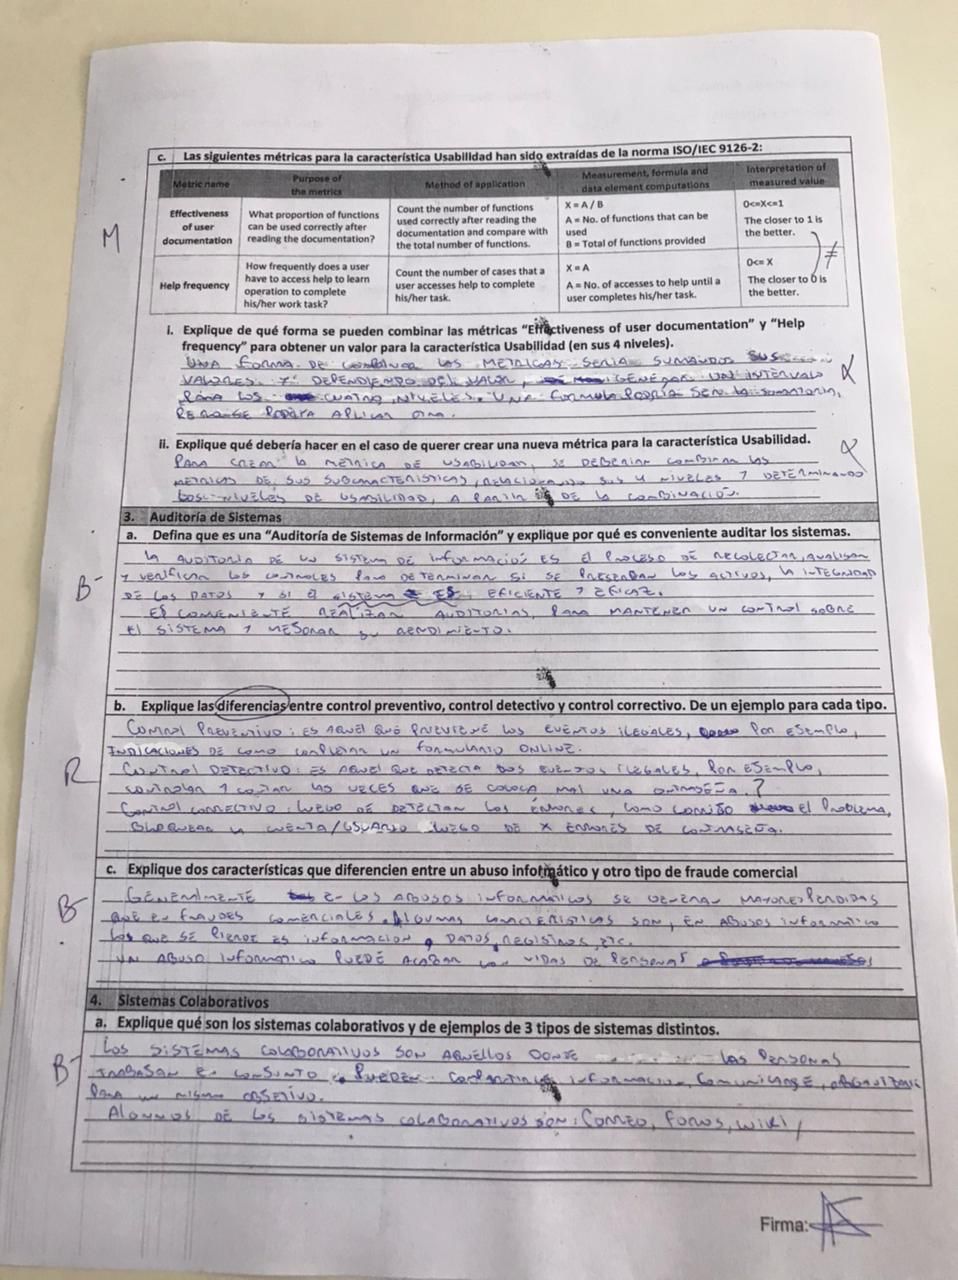 c. Las siguientes métricas para la característica Usabilidad han sido extraídas de la norma ISO/IEC 9126-2:
Metric name | Purpose of the metrics | Method of application | Measurement, formula and data element computations | Interpretation of measured value
M
Effectiveness of user documentation | What proportion of functions can be used correctly after reading the documentation? | Count the number of functions used correctly after reading the documentation and compare with the total number of functions. | X = A / B A = No. of functions that can be used B = Total of functions provided | 0<=X<=1 The closer to 1 is the better.
≠
Help frequency | How frequently does a user have to access help to learn operation to complete his/her work task? | Count the number of cases that a user accesses help to complete his/her task. | X = A A = No. of accesses to help until a user completes his/her task. | 0<= X The closer to 0 is the better.
i. Explique de qué forma se pueden combinar las métricas "Effectiveness of user documentation" y "Help
frequency" para obtener un valor para la característica Usabilidad (en sus 4 niveles).
UNA FORMA DE COMBINAR LAS METRICAS SERIA SUMANDOS SUS
VALORES. Y DEPENDIENDO DEL VALOR, GENERAR UN INTERVALO
PARA LOS CUATRO NIVELES. UNA FORMULA PODRIA SER LA SUMATORIA,
PERO SE PODRIA APLICAR OTRA.
ii. Explique qué debería hacer en el caso de querer crear una nueva métrica para la característica Usabilidad.
PARA CREAR LA METRICA DE USABILIDAD, SE DEBERIAN COMBINAR LAS
METRICAS DE SUS SUBCARACTERISTICAS, RELACIONANDO SUS 4 NIVELES Y DETERMINANDO
LOS NIVELES DE USABILIDAD, A PARTIR DE LA COMBINACIÓN.
3. Auditoría de Sistemas
a. Defina que es una "Auditoría de Sistemas de Información" y explique por qué es conveniente auditar los sistemas.
LA AUDITORIA DE UN SISTEMA DE INFORMACIÓN ES EL PROCESO DE RECOLECTAR, ANALIZAR
B-
Y VERIFICAR LOS CONTROLES PARA DETERMINAR SI SE PRESERVAN LOS ACTIVOS, LA INTEGRIDAD
DE LOS DATOS Y SI EL SISTEMA ES EFICIENTE Y EFICAZ.
ES CONVENIENTE REALIZAR AUDITORIAS, PARA MANTENER UN CONTROL SOBRE
EL SISTEMA Y MEJORAR SU RENDIMIENTO.
b. Explique las diferencias entre control preventivo, control detectivo y control correctivo. De un ejemplo para cada tipo.
CONTROL PREVENTIVO: ES AQUEL QUE PREVIENE LOS EVENTOS ILEGALES, POR EJEMPLO,
INDICACIONES DE COMO COMPLETAR UN FORMULARIO ONLINE.
R
CONTROL DETECTIVO: ES AQUEL QUE DETECTA LOS EVENTOS ILEGALES, POR EJEMPLO,
CONTROLAR Y CONTAR LAS VECES QUE SE COLOCA MAL UNA CONTRASEÑA. ?
CONTROL CORRECTIVO: LUEGO DE DETECTAR LOS ERRORES, COMO CORRIJO EL PROBLEMA,
BLOQUEAR LA CUENTA/USUARIO LUEGO DE X ERRORES DE CONTRASEÑA.
c. Explique dos características que diferencien entre un abuso informático y otro tipo de fraude comercial
GENERALMENTE EN LOS ABUSOS INFORMATICOS SE GENERAN MAYORES PERDIDAS
B-
QUE EN FRAUDES COMERCIALES. ALGUMAS CARACTERISTICAS SON, EN ABUSOS INFORMATICO
LOS QUE SE PIERDE ES INFORMACION, DATOS, REGISTROS, ETC.
UN ABUSO INFORMATICO PUEDE ACABAR CON VIDAS DE PERSONAS
4. Sistemas Colaborativos
a. Explique qué son los sistemas colaborativos y de ejemplos de 3 tipos de sistemas distintos.
LOS SISTEMAS COLABORATIVOS SON AQUELLOS DONDE LAS PERSONAS
B-
TRABAJAN EN CONJUNTO. PUEDEN COMPARTIR INFORMACION, COMUNICARSE, ORGANIZARSE
PARA UN MISMO OBJETIVO.
ALGUNOS DE LOS SISTEMAS COLABORATIVOS SON: CORREO, FOROS, WIKI,
Firma: